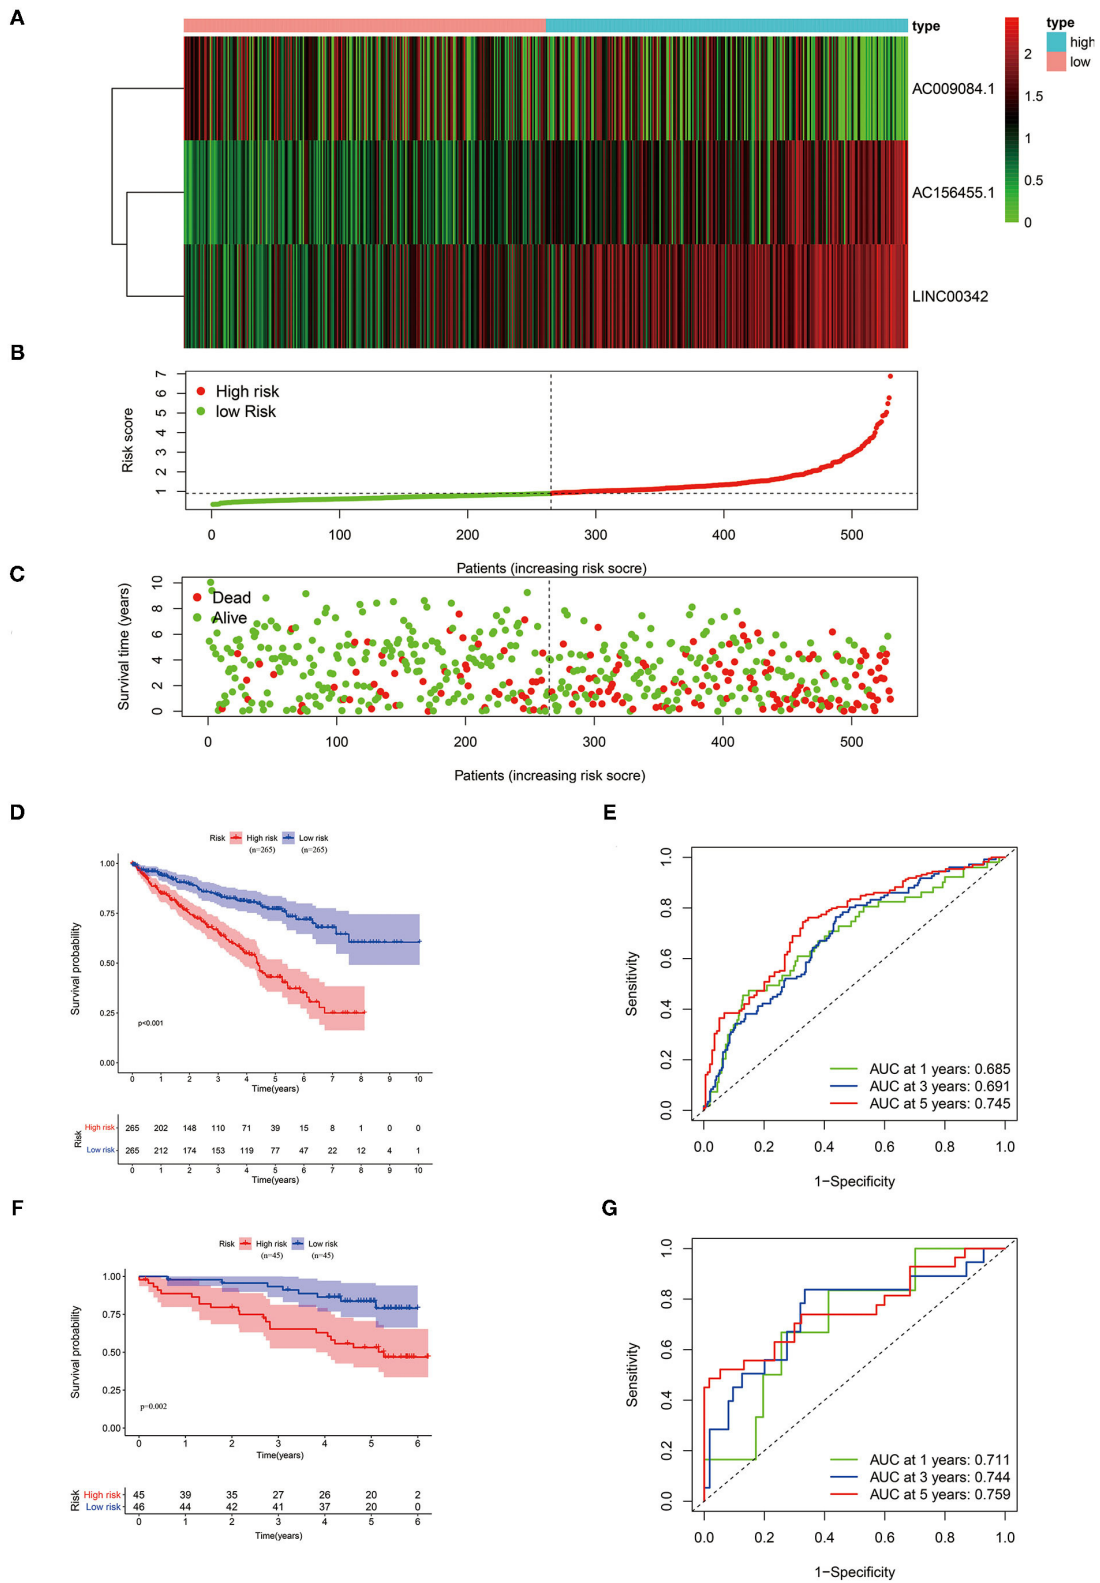 A
type
type
high
low
2
1.5
1
0.5
0
AC009084.1
AC156455.1
LINC00342
B
7
6
5
4
3
2
1
Risk score
High risk
low Risk
0 100 200 300 400 500
Patients (increasing risk socre)
C
10
8
6
4
2
0
Survival time (years)
Dead
Alive
0 100 200 300 400 500
Patients (increasing risk socre)
D
Risk High risk Low risk
(n=265) (n=265)
1.00
0.75
0.50
0.25
0.00
Survival probability
p<0.001
0 1 2 3 4 5 6 7 8 9 10
Time(years)
Risk
High risk 265 202 148 110 71 39 15 8 1 0 0
Low risk 265 212 174 153 119 77 47 22 12 4 1
0 1 2 3 4 5 6 7 8 9 10
Time(years)
E
1.0
0.8
0.6
0.4
0.2
0.0
Sensitivity
AUC at 1 years: 0.685
AUC at 3 years: 0.691
AUC at 5 years: 0.745
0.0 0.2 0.4 0.6 0.8 1.0
1−Specificity
F
Risk High risk Low risk
(n=45) (n=45)
1.00
0.75
0.50
0.25
0.00
Survival probability
p=0.002
0 1 2 3 4 5 6
Time(years)
Risk
High risk 45 39 35 27 26 20 2
Low risk 46 44 42 41 37 20 0
0 1 2 3 4 5 6
Time(years)
G
1.0
0.8
0.6
0.4
0.2
0.0
Sensitivity
AUC at 1 years: 0.711
AUC at 3 years: 0.744
AUC at 5 years: 0.759
0.0 0.2 0.4 0.6 0.8 1.0
1−Specificity